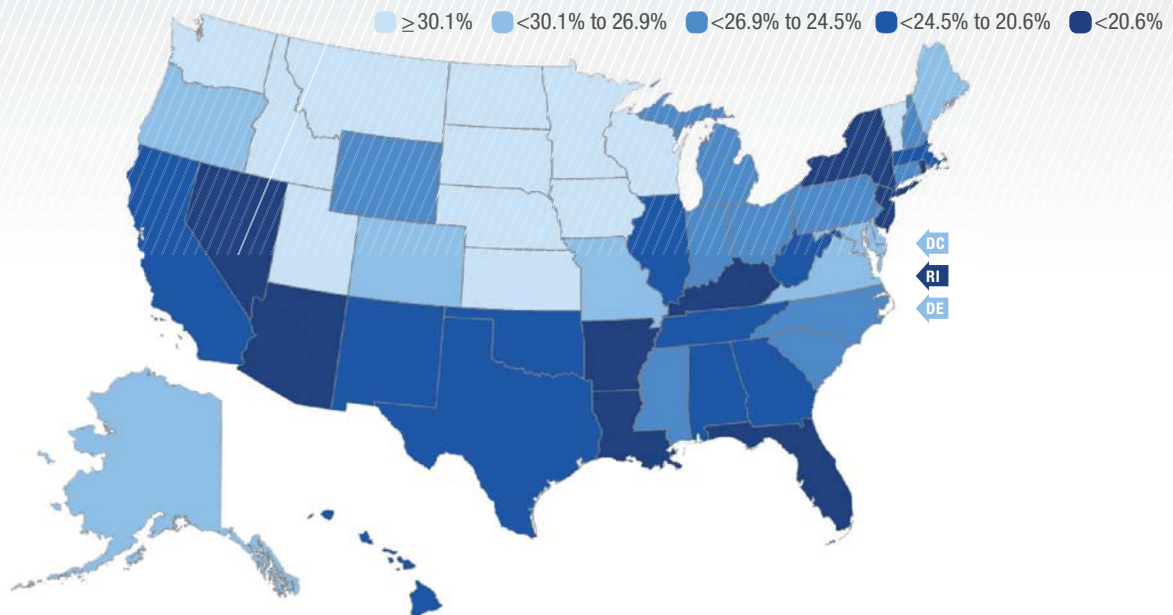 ≥30.1% <30.1% to 26.9% <26.9% to 24.5% <24.5% to 20.6% <20.6%
DC
RI
DE